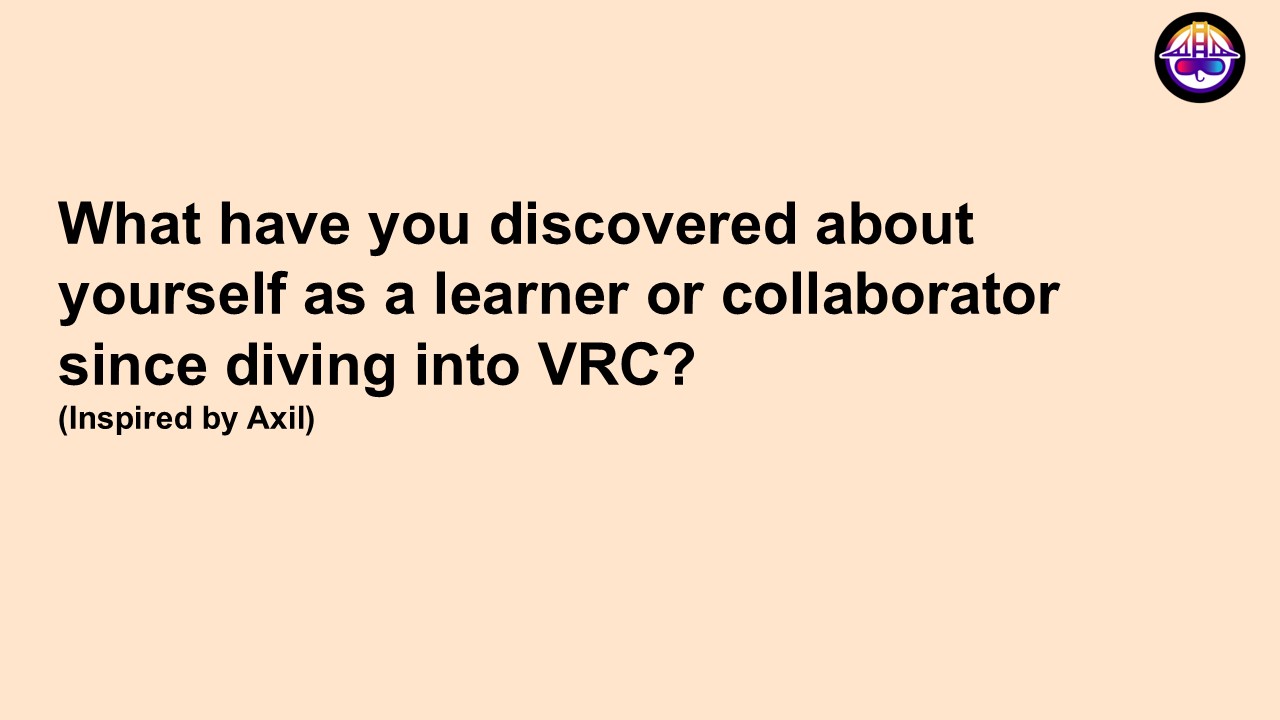 What have you discovered about
yourself as a learner or collaborator
since diving into VRC?
(Inspired by Axil)